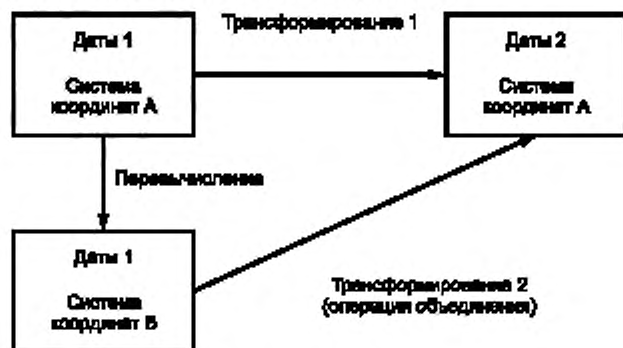 Даты 1
Система
координат А
Трансформирование 1
Даты 2
Система
координат А
Перевычисление
Даты 1
Система
координат В
Трансформирование 2
(операция объединения)